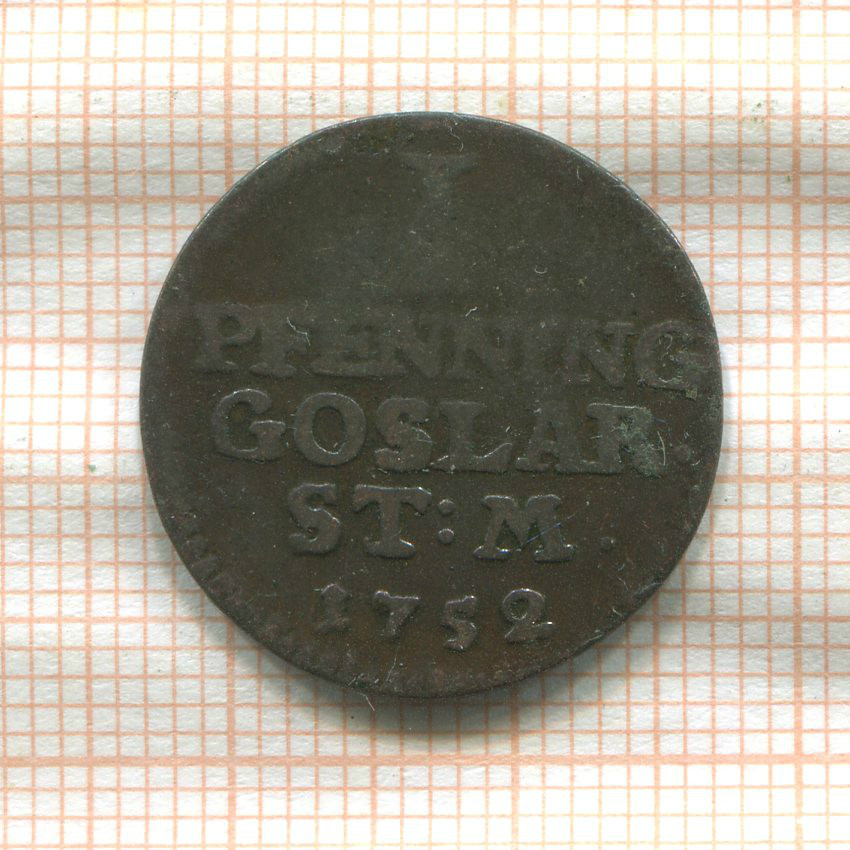 I
PFENNING
GOSLAR.
ST: M.
1752